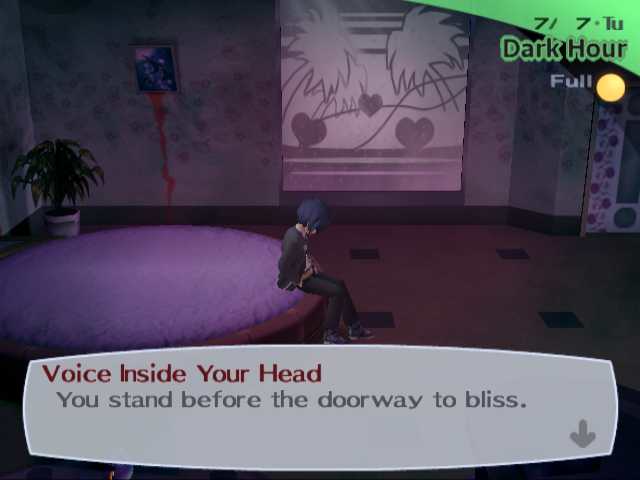 7/ 7·Tu
Dark Hour
Full
Voice Inside Your Head
You stand before the doorway to bliss.